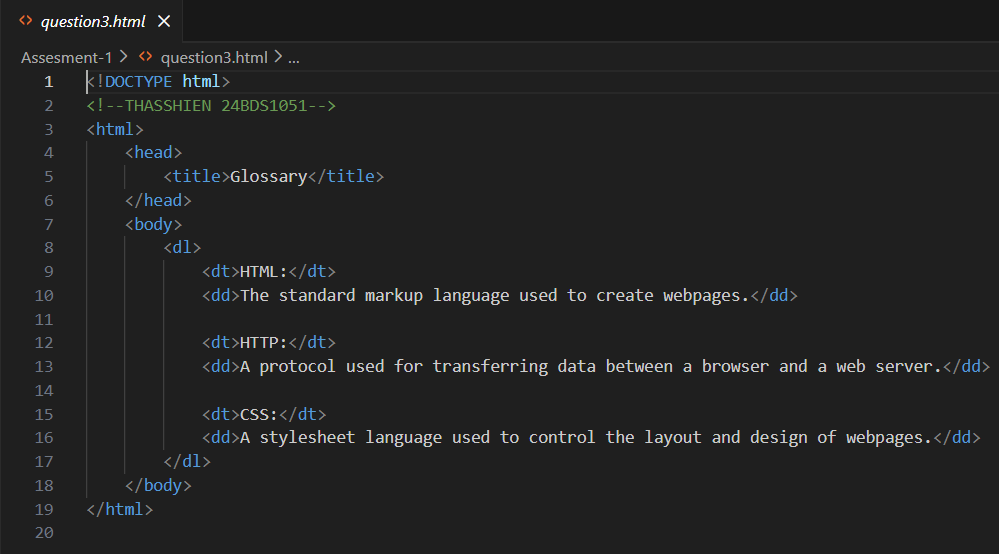 question3.html
Assesment-1 > question3.html > ...
1 <!DOCTYPE html>
2 <!--THASSHIEN 24BDS1051-->
3 <html>
4     <head>
5         <title>Glossary</title>
6     </head>
7     <body>
8         <dl>
9             <dt>HTML:</dt>
10             <dd>The standard markup language used to create webpages.</dd>
11
12             <dt>HTTP:</dt>
13             <dd>A protocol used for transferring data between a browser and a web server.</dd>
14
15             <dt>CSS:</dt>
16             <dd>A stylesheet language used to control the layout and design of webpages.</dd>
17         </dl>
18     </body>
19 </html>
20